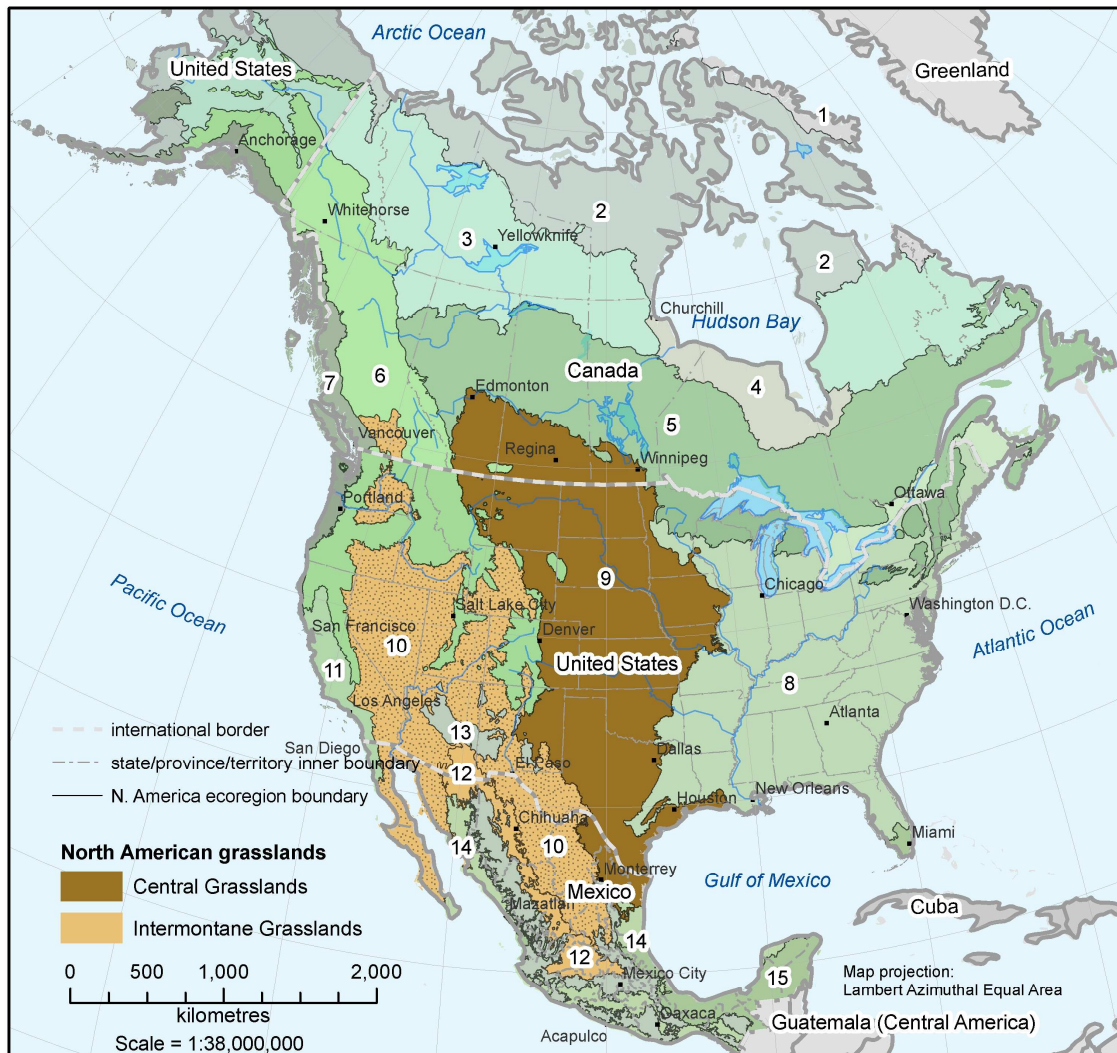 Arctic Ocean
United States
Greenland
1
Anchorage
2
Whitehorse
3
Yellowknife
2
Churchill
Hudson Bay
Canada
7
6
4
Edmonton
5
Vancouver
Regina
Winnipeg
Portland
Ottawa
9
Chicago
Pacific Ocean
Salt Lake City
Washington D.C.
San Francisco
Denver
Atlantic Ocean
10
United States
11
8
Los Angeles
Atlanta
international border
13
San Diego
Dallas
state/province/territory inner boundary
12
El Paso
N. America ecoregion boundary
Houston
New Orleans
Chihuaha
Miami
14
10
North American grasslands
Monterrey
Gulf of Mexico
Central Grasslands
Mexico
Mazatlan
Cuba
Intermontane Grasslands
14
12
0 500 1,000 2,000
Mexico City
15
Map projection:
Lambert Azimuthal Equal Area
kilometres
Oaxaca
Guatemala (Central America)
Acapulco
Scale = 1:38,000,000